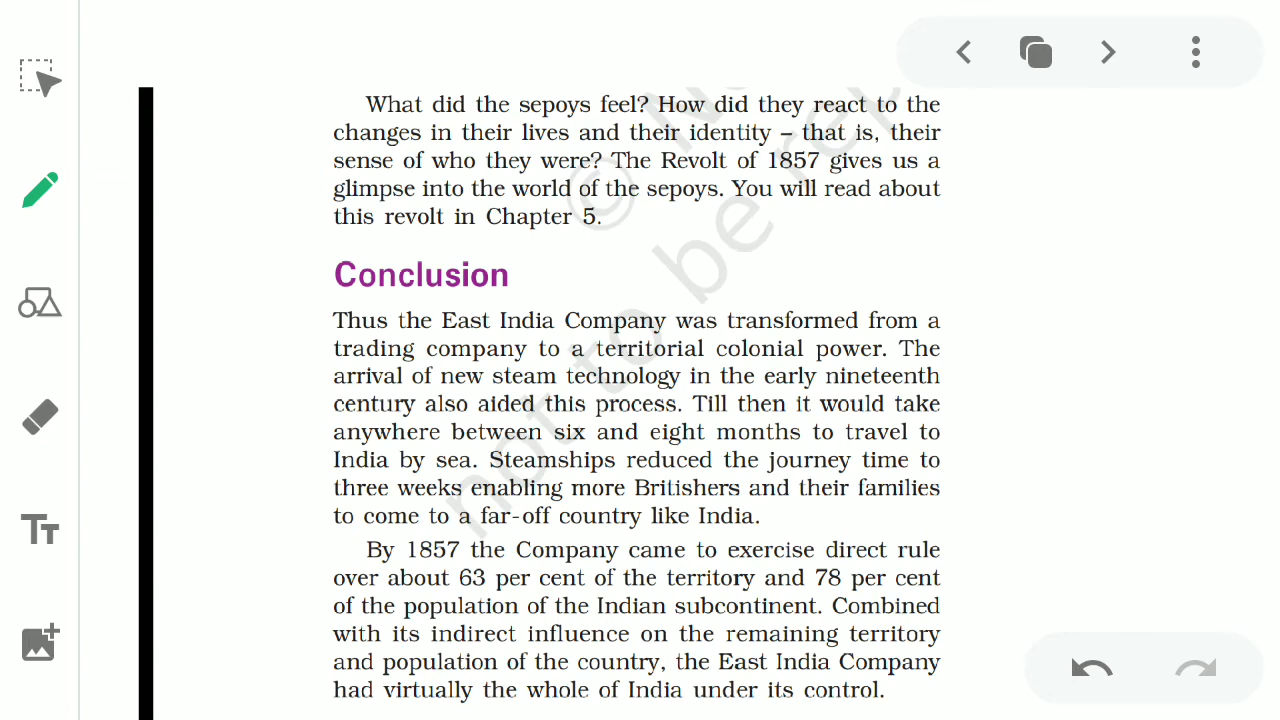 What did the sepoys feel? How did they react to the
changes in their lives and their identity – that is, their
sense of who they were? The Revolt of 1857 gives us a
glimpse into the world of the sepoys. You will read about
this revolt in Chapter 5.
Conclusion
Thus the East India Company was transformed from a
trading company to a territorial colonial power. The
arrival of new steam technology in the early nineteenth
century also aided this process. Till then it would take
anywhere between six and eight months to travel to
India by sea. Steamships reduced the journey time to
three weeks enabling more Britishers and their families
to come to a far-off country like India.
By 1857 the Company came to exercise direct rule
over about 63 per cent of the territory and 78 per cent
of the population of the Indian subcontinent. Combined
with its indirect influence on the remaining territory
and population of the country, the East India Company
had virtually the whole of India under its control.
©
not to be
Tт